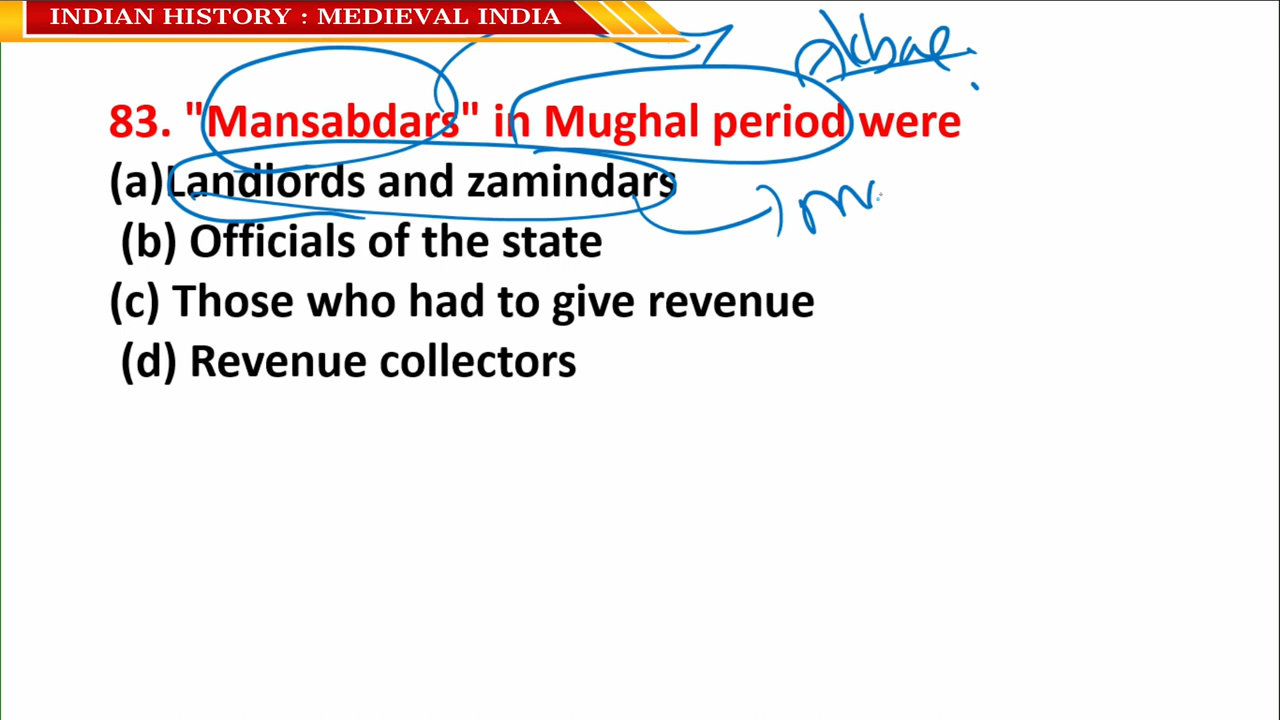 INDIAN HISTORY : MEDIEVAL INDIA
Akbar.
83. "Mansabdars" in Mughal period were
(a)Landlords and zamindars
(b) Officials of the state
(c) Those who had to give revenue
(d) Revenue collectors